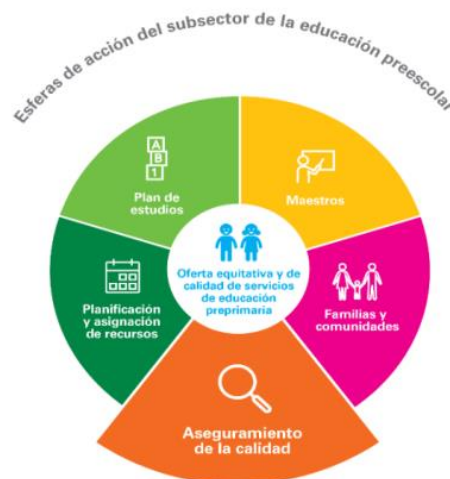 Esferas de acción del subsector de la educación preescolar
A
B
1
Plan de
estudios
Maestros
Oferta equitativa y de
calidad de servicios
de educación
preprimaria
Planificación
y asignación
de recursos
Familias y
comunidades
Aseguramiento
de la calidad